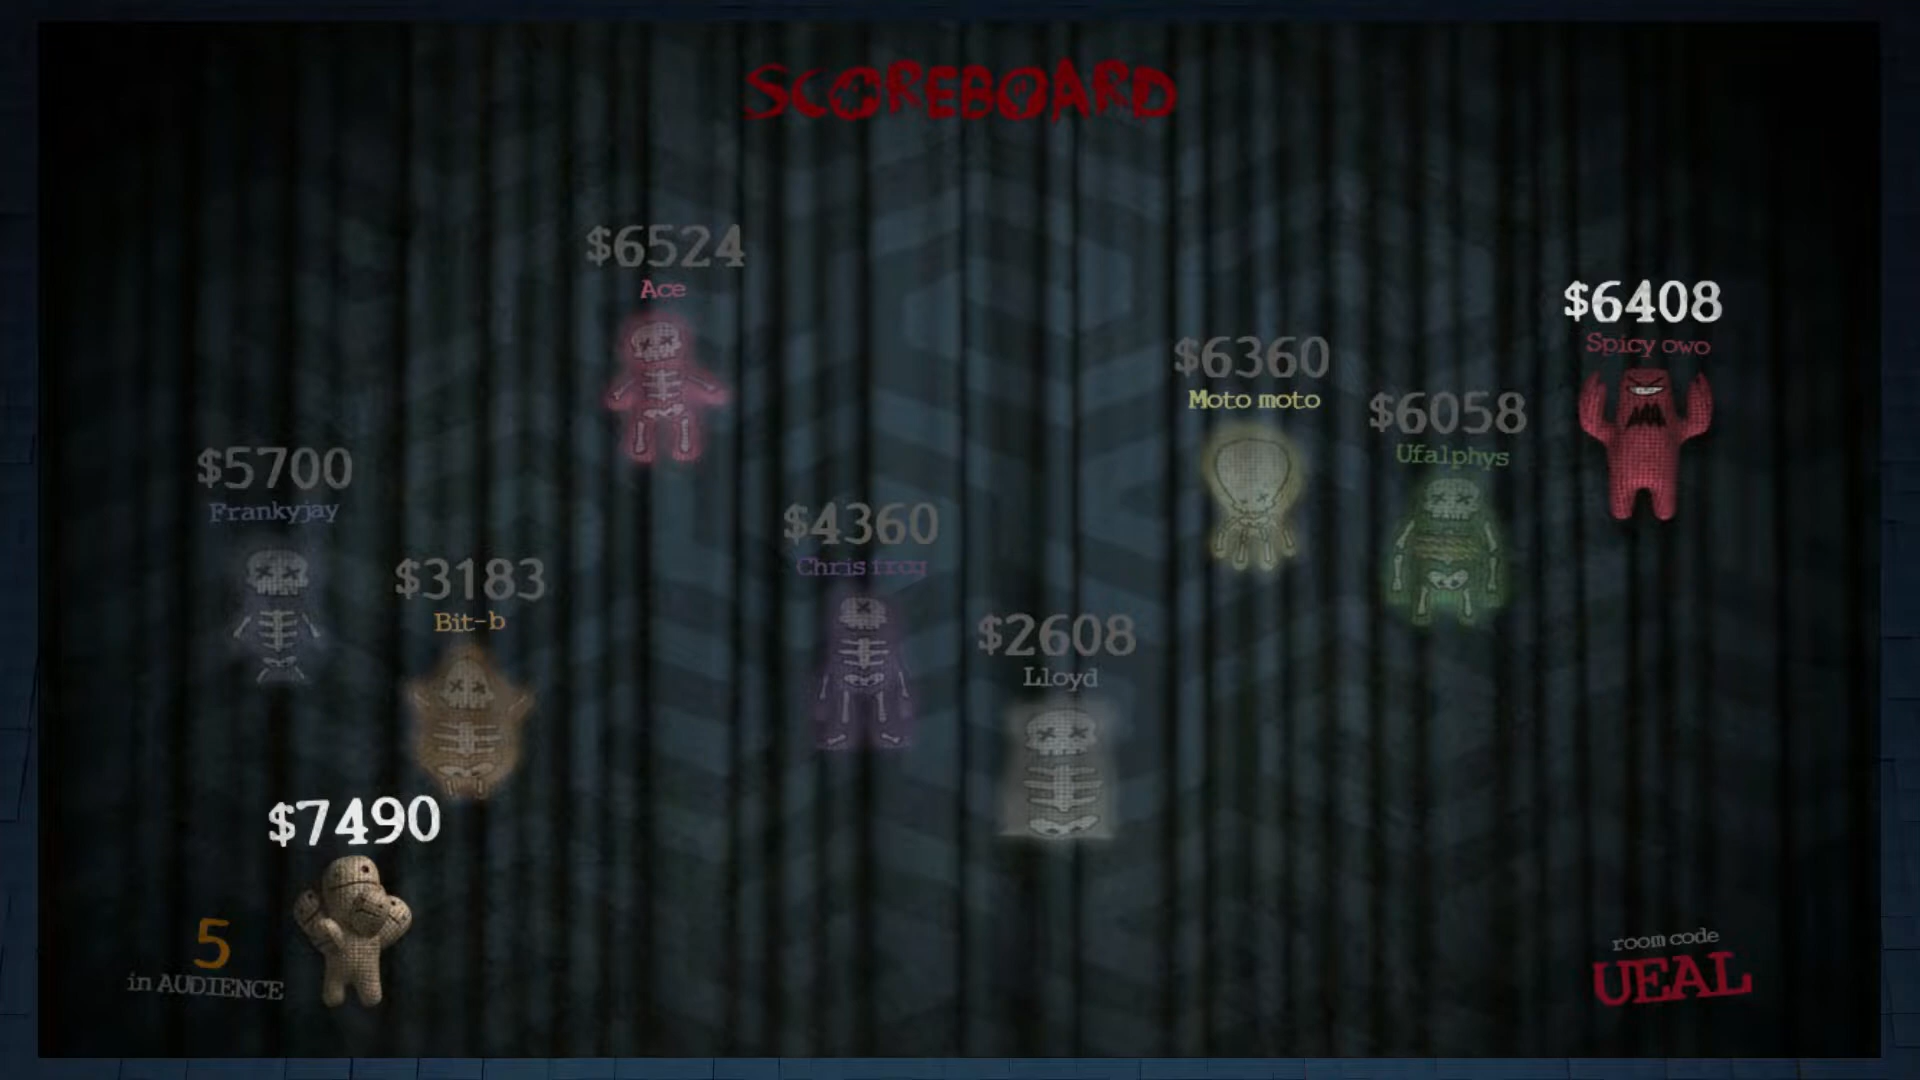 SCOREBOARD
$6524
Ace
$6408
Spicy owo
$6360
Moto moto
$6058
Ufalphys
$5700
Frankyjay
$4360
$3183
Bit-b
$2608
Lloyd
$7490
5
in AUDIENCE
room code
UEAL